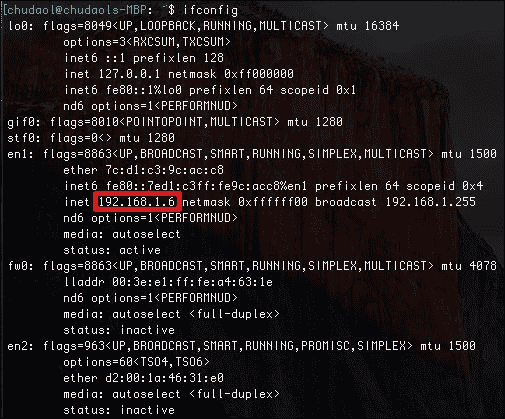 [chudaol@chudaols-MBP: ~ $ ifconfig
lo0: flags=8049<UP,LOOPBACK,RUNNING,MULTICAST> mtu 16384
options=3<RXCSUM,TXCSUM>
inet6 ::1 prefixlen 128
inet 127.0.0.1 netmask 0xff000000
inet6 fe80::1%lo0 prefixlen 64 scopeid 0x1
nd6 options=1<PERFORMNUD>
gif0: flags=8010<POINTOPOINT,MULTICAST> mtu 1280
stf0: flags=0<> mtu 1280
en1: flags=8863<UP,BROADCAST,SMART,RUNNING,SIMPLEX,MULTICAST> mtu 1500
ether 7c:d1:c3:9c:ac:c8
inet6 fe80::7ed1:c3ff:fe9c:acc8%en1 prefixlen 64 scopeid 0x4
inet 192.168.1.6 netmask 0xffffff00 broadcast 192.168.1.255
nd6 options=1<PERFORMNUD>
media: autoselect
status: active
fw0: flags=8863<UP,BROADCAST,SMART,RUNNING,SIMPLEX,MULTICAST> mtu 4078
lladdr 00:3e:e1:ff:fe:a4:63:1e
nd6 options=1<PERFORMNUD>
media: autoselect <full-duplex>
status: inactive
en2: flags=963<UP,BROADCAST,SMART,RUNNING,PROMISC,SIMPLEX> mtu 1500
options=60<TSO4,TSO6>
ether d2:00:1a:46:31:e0
media: autoselect <full-duplex>
status: inactive